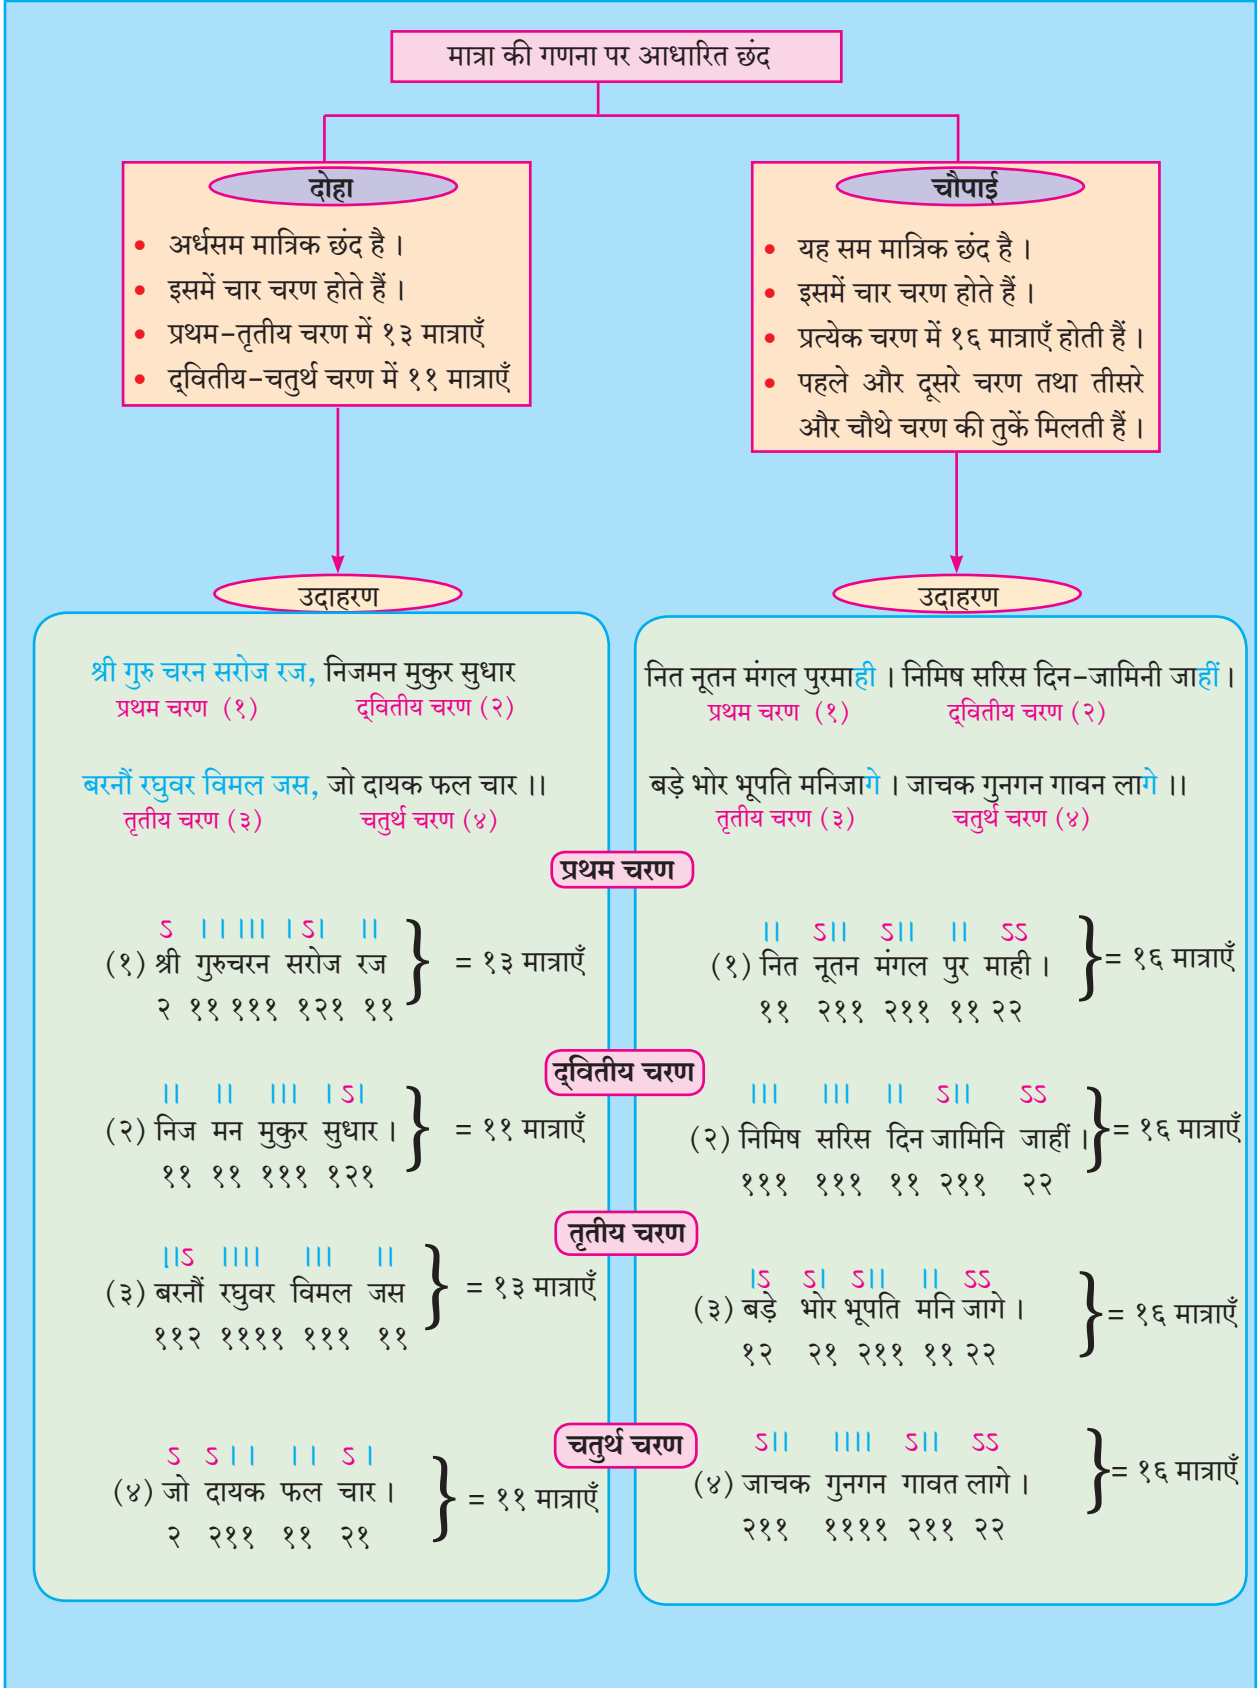 मात्रा की गणना पर आधारित छंद
दोहा
• अर्धसम मात्रिक छंद है ।
• इसमें चार चरण होते हैं ।
• प्रथम-तृतीय चरण में १३ मात्राएँ
• द्‌वितीय-चतुर्थ चरण में ११ मात्राएँ
चौपाई
• यह सम मात्रिक छंद है ।
• इसमें चार चरण होते हैं ।
• प्रत्येक चरण में १६ मात्राएँ होती हैं ।
• पहले और दूसरे चरण तथा तीसरे
और चौथे चरण की तुकें मिलती हैं ।
उदाहरण
श्री गुरु चरन सरोज रज, निजमन मुकुर सुधार
प्रथम चरण (१) द्‌वितीय चरण (२)
बरनौं रघुवर विमल जस, जो दायक फल चार ।।
तृतीय चरण (३) चतुर्थ चरण (४)
उदाहरण
नित नूतन मंगल पुरमाही । निमिष सरिस दिन-जामिनी जाहीं ।
प्रथम चरण (१) द्‌वितीय चरण (२)
बड़े भोर भूपति मनिजागे । जाचक गुनगन गावन लागे ।।
तृतीय चरण (३) चतुर्थ चरण (४)
प्रथम चरण
ऽ । । ।।। । ऽ। ।।
(१) श्री गुरुचरन सरोज रज } = १३ मात्राएँ
२ ११ १११ १२१ ११
।। ऽ।। ऽ।। ।। ऽऽ
(१) नित नूतन मंगल पुर माही । } = १६ मात्राएँ
११ २११ २११ ११ २२
द्‌वितीय चरण
।। ।। ।।। । ऽ।
(२) निज मन मुकुर सुधार । } = ११ मात्राएँ
११ ११ १११ १२१
।।। ।।। ।। ऽ।। ऽऽ
(२) निमिष सरिस दिन जामिनि जाहीं । } = १६ मात्राएँ
१११ १११ ११ २११ २२
तृतीय चरण
।।ऽ ।।।। ।।। ।।
(३) बरनौं रघुवर विमल जस } = १३ मात्राएँ
११२ ११११ १११ ११
।ऽ ऽ। ऽ।। ।। ऽऽ
(३) बड़े भोर भूपति मनि जागे । } = १६ मात्राएँ
१२ २१ २११ ११ २२
चतुर्थ चरण
ऽ ऽ । । । । ऽ ।
(४) जो दायक फल चार । } = ११ मात्राएँ
२ २११ ११ २१
ऽ।। ।।।। ऽ।। ऽऽ
(४) जाचक गुनगन गावत लागे । } = १६ मात्राएँ
२११ ११११ २११ २२